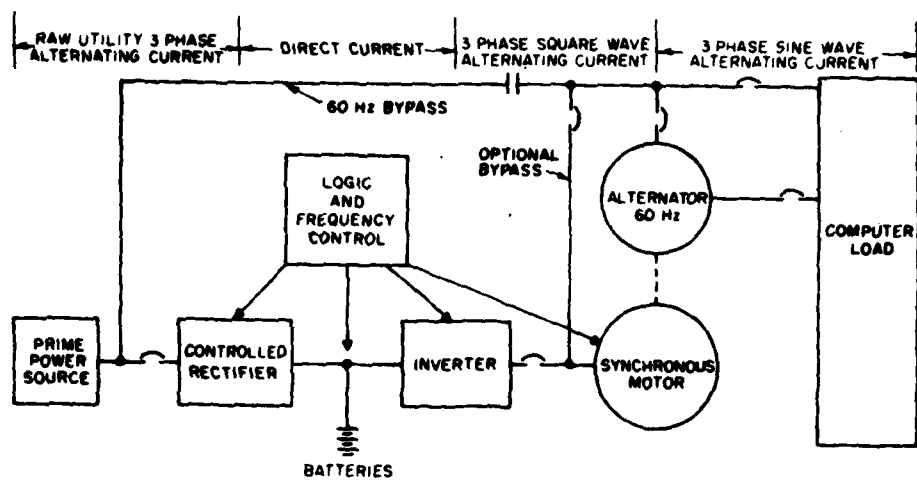 RAW UTILITY 3 PHASE
ALTERNATING CURRENT
DIRECT CURRENT
3 PHASE SQUARE WAVE
ALTERNATING CURRENT
3 PHASE SINE WAVE
ALTERNATING CURRENT
60 Hz BYPASS
OPTIONAL
BYPASS
LOGIC
AND
FREQUENCY
CONTROL
ALTERNATOR
60 Hz
COMPUTER
LOAD
PRIME
POWER
SOURCE
CONTROLLED
RECTIFIER
INVERTER
SYNCHRONOUS
MOTOR
BATTERIES